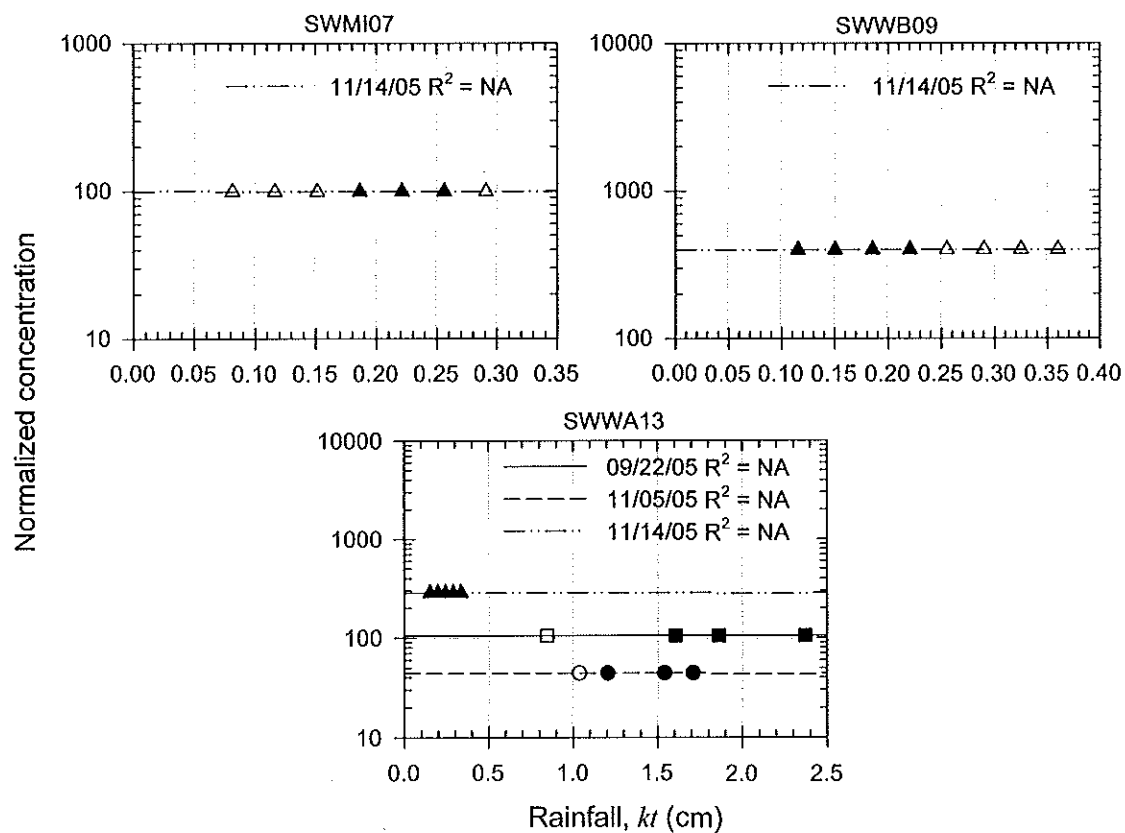 SWMI07
1000
100
10
11/14/05 R² = NA
0.00 0.05 0.10 0.15 0.20 0.25 0.30 0.35
SWWB09
10000
1000
100
11/14/05 R² = NA
0.00 0.05 0.10 0.15 0.20 0.25 0.30 0.35 0.40
Normalized concentration
SWWA13
10000
1000
100
10
09/22/05 R² = NA
11/05/05 R² = NA
11/14/05 R² = NA
0.0 0.5 1.0 1.5 2.0 2.5
Rainfall, kt (cm)